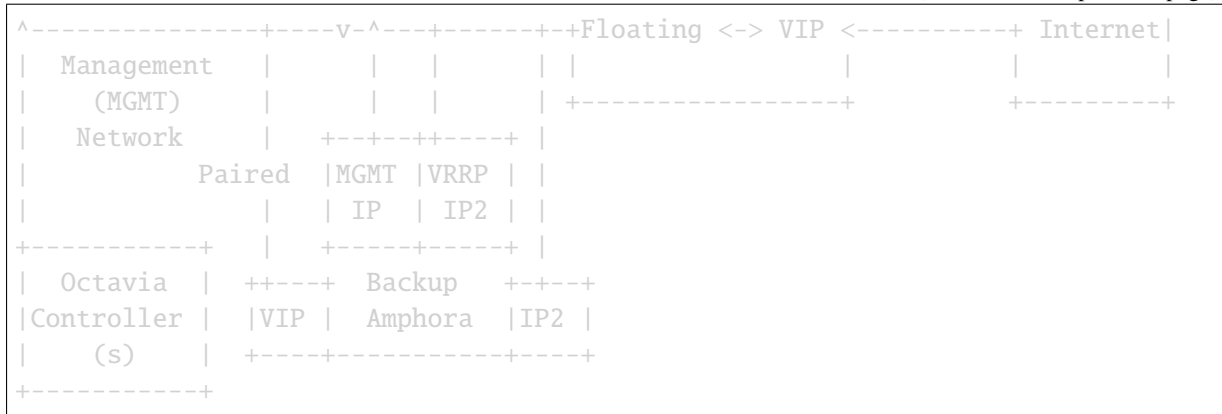 ^---------------+----v-^---+------+-+Floating <-> VIP <----------+ Internet|
|  Management   |      |   |      | |                 |          |         |
|    (MGMT)     |      |   |      | +-----------------+          +---------+
|   Network     |   +--+--++----+ |
|           Paired  |MGMT |VRRP | |
|               |   | IP  | IP2 | |
+-----------+   |   +-----+-----+ |
|  Octavia  |  ++---+  Backup   +-+--+
|Controller |  |VIP |  Amphora  |IP2 |
|    (s)    |  +----+-----------+----+
+-----------+